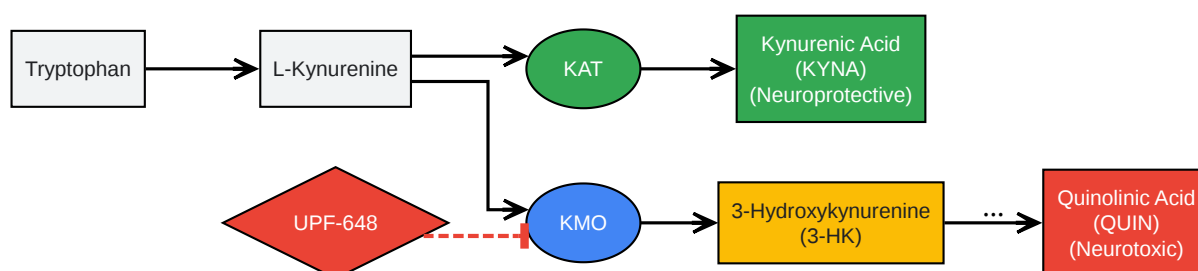 Tryptophan
L-Kynurenine
KAT
Kynurenic Acid
(KYNA)
(Neuroprotective)
UPF-648
KMO
3-Hydroxykynurenine
(3-HK)
...
Quinolinic Acid
(QUIN)
(Neurotoxic)